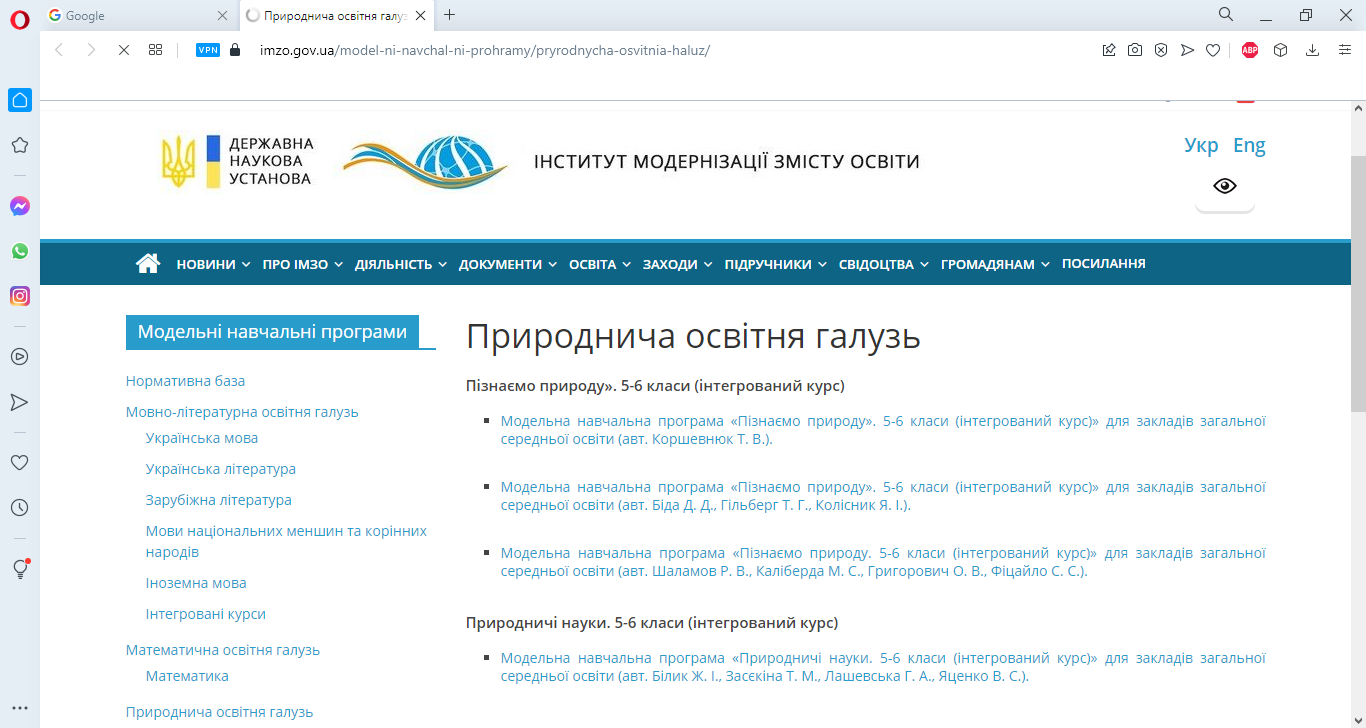 Google
Природнича освітня галузь
VPN
imzo.gov.ua/model-ni-navchal-ni-prohramy/pryrodnycha-osvitnia-haluz/
ABP
ДЕРЖАВНА
НАУКОВА
УСТАНОВА
ІНСТИТУТ МОДЕРНІЗАЦІЇ ЗМІСТУ ОСВІТИ
Укр Eng
НОВИНИ ПРО ІМЗО ДІЯЛЬНІСТЬ ДОКУМЕНТИ ОСВІТА ЗАХОДИ ПІДРУЧНИКИ СВІДОЦТВА ГРОМАДЯНАМ ПОСИЛАННЯ
Модельні навчальні програми
Нормативна база
Мовно-літературна освітня галузь
Українська мова
Українська література
Зарубіжна література
Мови національних меншин та корінних
народів
Іноземна мова
Інтегровані курси
Математична освітня галузь
Математика
Природнича освітня галузь
Природнича освітня галузь
Пізнаємо природу». 5-6 класи (інтегрований курс)
Модельна навчальна програма «Пізнаємо природу». 5-6 класи (інтегрований курс)» для закладів загальної
середньої освіти (авт. Коршевнюк Т. В.).
Модельна навчальна програма «Пізнаємо природу». 5-6 класи (інтегрований курс)» для закладів загальної
середньої освіти (авт. Біда Д. Д., Гільберг Т. Г., Колісник Я. І.).
Модельна навчальна програма «Пізнаємо природу. 5-6 класи (інтегрований курс)» для закладів загальної
середньої освіти (авт. Шаламов Р. В., Каліберда М. С., Григорович О. В., Фіцайло С. С.).
Природничі науки. 5-6 класи (інтегрований курс)
Модельна навчальна програма «Природничі науки. 5-6 класи (інтегрований курс)» для закладів загальної
середньої освіти (авт. Білик Ж. І., Засєкіна Т. М., Лашевська Г. А., Яценко В. С.).